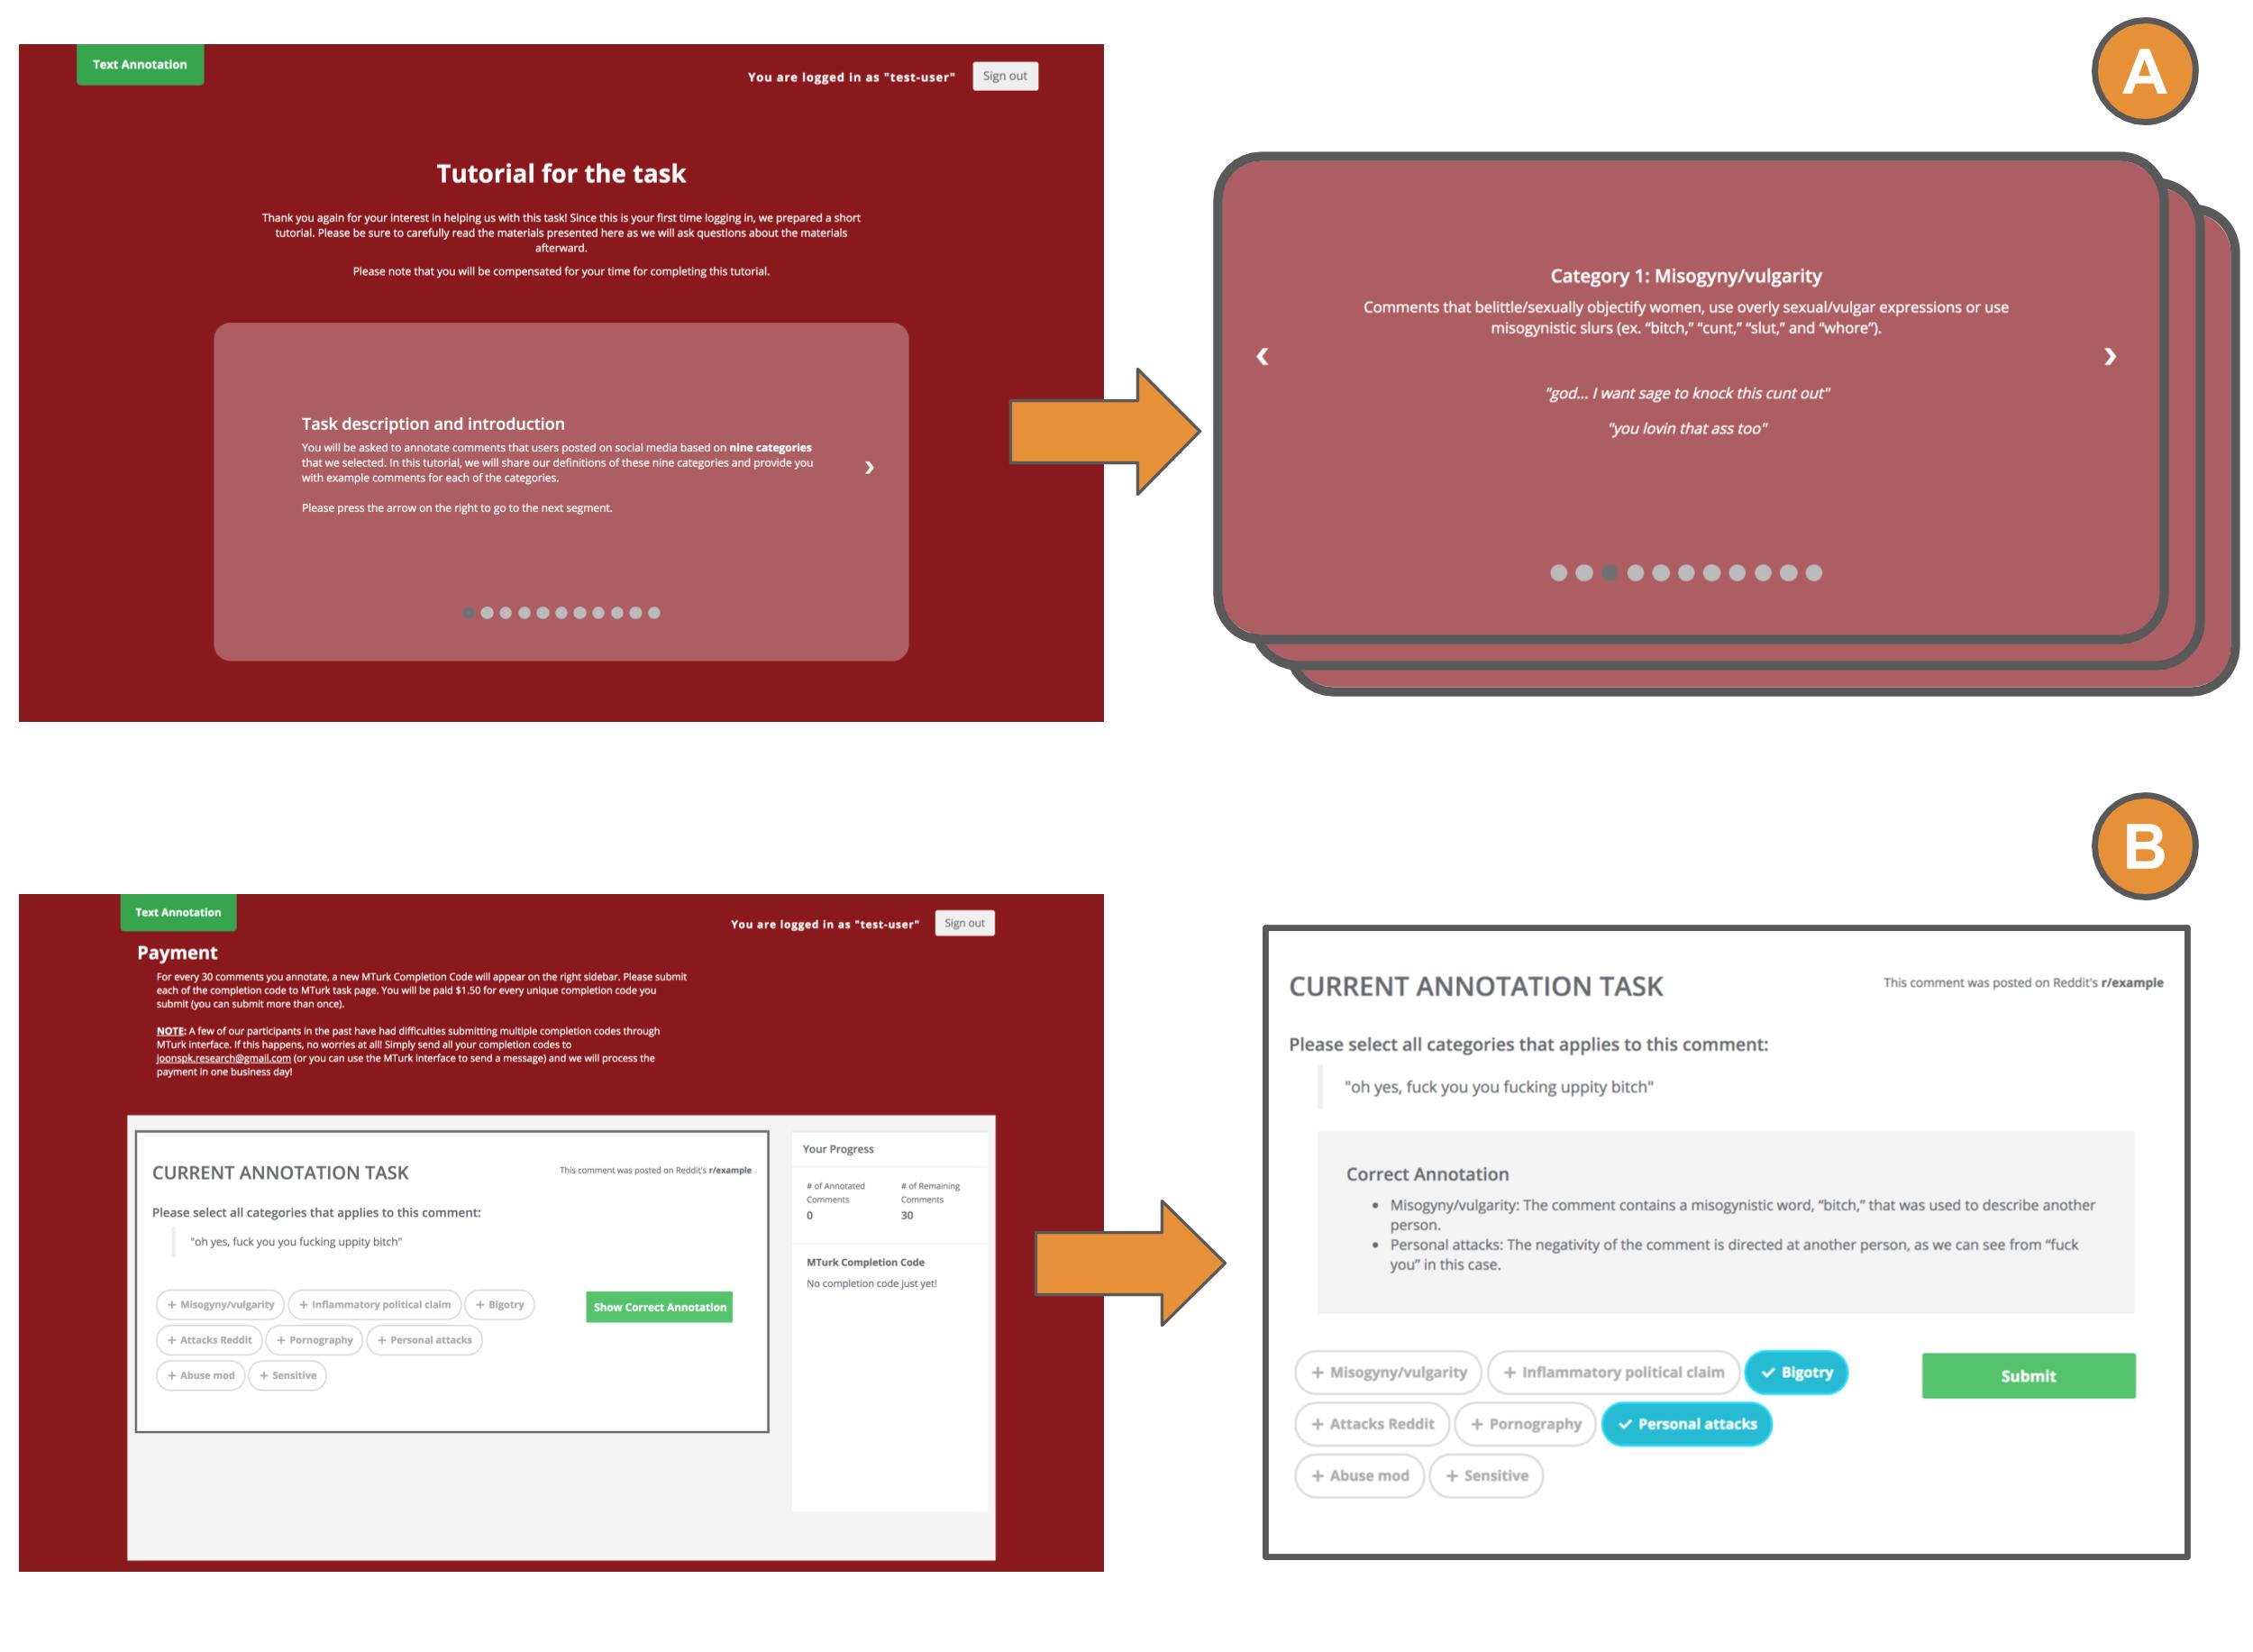 A
Text Annotation
You are logged in as "test-user"
Sign out
Tutorial for the task
Thank you again for your interest in helping us with this task! Since this is your first time logging in, we prepared a short
tutorial. Please be sure to carefully read the materials presented here as we will ask questions about the materials
afterward.
Please note that you will be compensated for your time for completing this tutorial.
Task description and introduction
You will be asked to annotate comments that users posted on social media based on nine categories
that we selected. In this tutorial, we will share our definitions of these nine categories and provide you
with example comments for each of the categories.
Please press the arrow on the right to go to the next segment.
Category 1: Misogyny/vulgarity
Comments that belittle/sexually objectify women, use overly sexual/vulgar expressions or use
misogynistic slurs (ex. “bitch,” “cunt,” “slut,” and “whore”).
"god... I want sage to knock this cunt out"
"you lovin that ass too"
B
Text Annotation
You are logged in as "test-user"
Sign out
Payment
For every 30 comments you annotate, a new MTurk Completion Code will appear on the right sidebar. Please submit
each of the completion code to MTurk task page. You will be paid $1.50 for every unique completion code you
submit (you can submit more than once).
NOTE: A few of our participants in the past have had difficulties submitting multiple completion codes through
MTurk interface. If this happens, no worries at all! Simply send all your completion codes to
joonspk.research@gmail.com (or you can use the MTurk interface to send a message) and we will process the
payment in one business day!
CURRENT ANNOTATION TASK
This comment was posted on Reddit's r/example
Please select all categories that applies to this comment:
"oh yes, fuck you you fucking uppity bitch"
+ Misogyny/vulgarity + Inflammatory political claim + Bigotry
+ Attacks Reddit + Pornography + Personal attacks
+ Abuse mod + Sensitive
Show Correct Annotation
Your Progress
# of Annotated
Comments
0
# of Remaining
Comments
30
MTurk Completion Code
No completion code just yet!
CURRENT ANNOTATION TASK
This comment was posted on Reddit's r/example
Please select all categories that applies to this comment:
"oh yes, fuck you you fucking uppity bitch"
Correct Annotation
• Misogyny/vulgarity: The comment contains a misogynistic word, “bitch,” that was used to describe another
person.
• Personal attacks: The negativity of the comment is directed at another person, as we can see from “fuck
you” in this case.
+ Misogyny/vulgarity + Inflammatory political claim ✓ Bigotry
+ Attacks Reddit + Pornography ✓ Personal attacks
+ Abuse mod + Sensitive
Submit